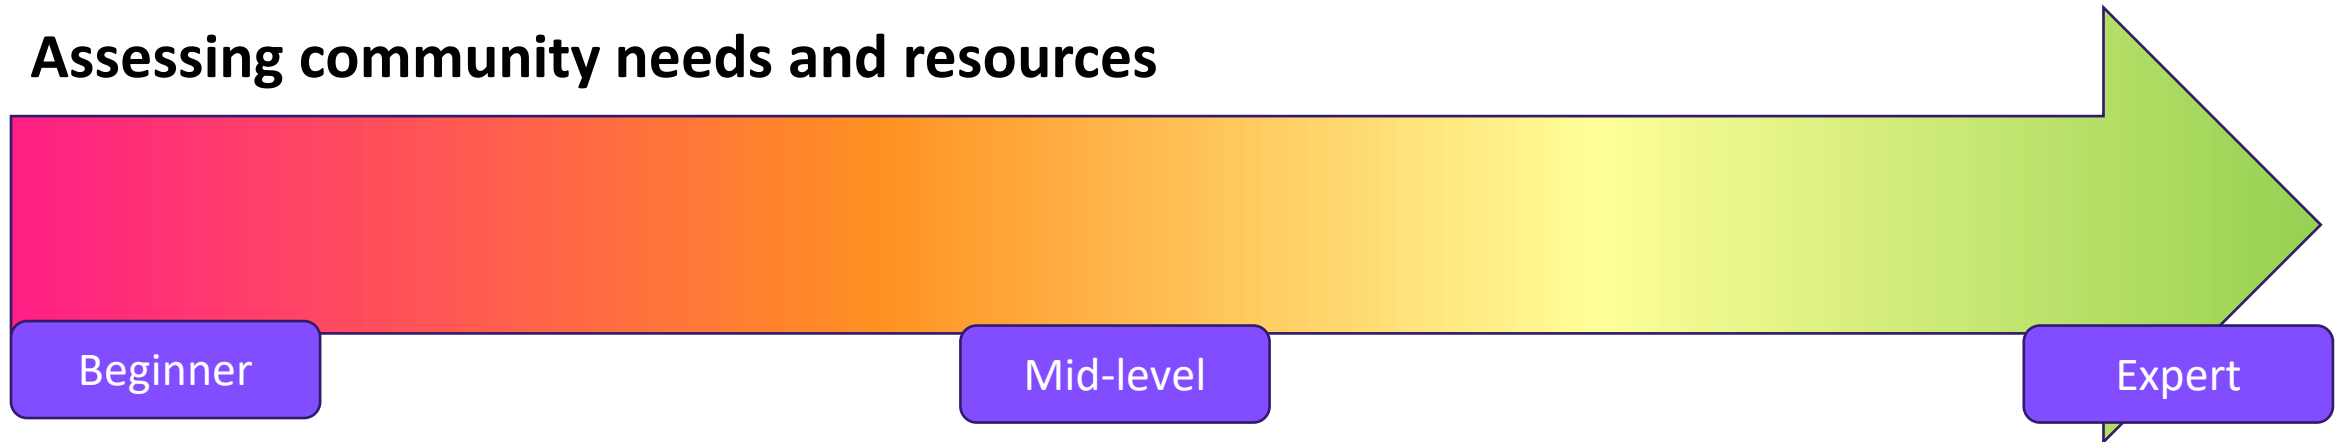 Assessing community needs and resources
Beginner
Mid-level
Expert